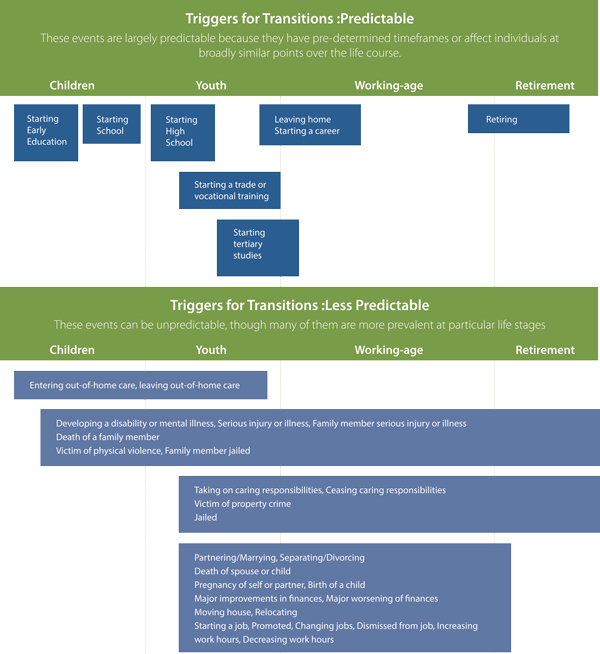 Triggers for Transitions :Predictable
These events are largely predictable because they have pre-determined timeframes or affect individuals at
broadly similar points over the life course.
Children Youth Working-age Retirement
Starting
Early
Education
Starting
School
Starting
High
School
Leaving home
Starting a career
Retiring
Starting a trade or
vocational training
Starting
tertiary
studies
Triggers for Transitions :Less Predictable
These events can be unpredictable, though many of them are more prevalent at particular life stages
Children Youth Working-age Retirement
Entering out-of-home care, leaving out-of-home care
Developing a disability or mental illness, Serious injury or illness, Family member serious injury or illness
Death of a family member
Victim of physical violence, Family member jailed
Taking on caring responsibilities, Ceasing caring responsibilities
Victim of property crime
Jailed
Partnering/Marrying, Separating/Divorcing
Death of spouse or child
Pregnancy of self or partner, Birth of a child
Major improvements in finances, Major worsening of finances
Moving house, Relocating
Starting a job, Promoted, Changing jobs, Dismissed from job, Increasing
work hours, Decreasing work hours